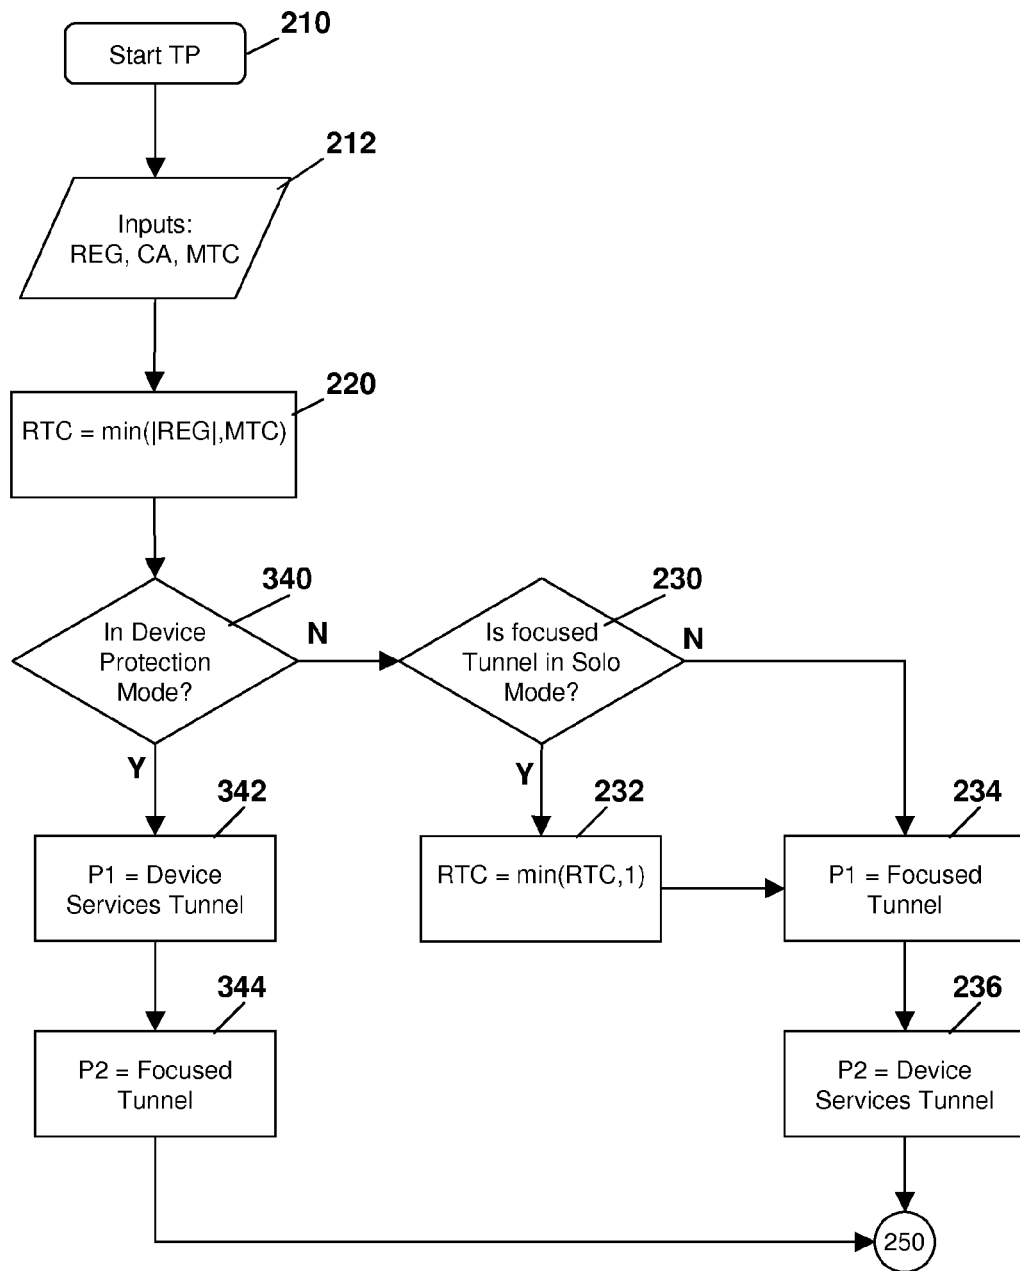 210
Start TP
212
Inputs:
REG, CA, MTC
220
RTC = min(|REG|,MTC)
340
In Device
Protection
Mode?
N
230
Is focused
Tunnel in Solo
Mode?
N
Y
Y
342
P1 = Device
Services Tunnel
232
RTC = min(RTC,1)
234
P1 = Focused
Tunnel
344
P2 = Focused
Tunnel
236
P2 = Device
Services Tunnel
250